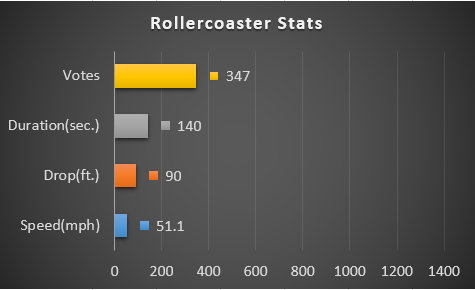 Rollercoaster Stats
Votes 347
Duration(sec.) 140
Drop(ft.) 90
Speed(mph) 51.1
0 200 400 600 800 1000 1200 1400